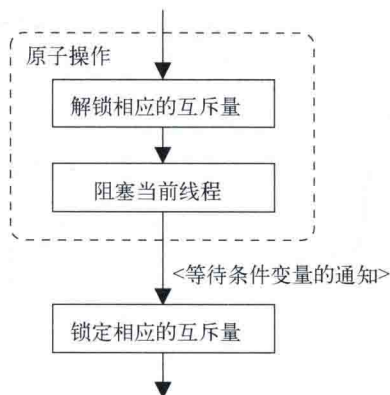 原子操作
解锁相应的互斥量
阻塞当前线程
<等待条件变量的通知>
锁定相应的互斥量